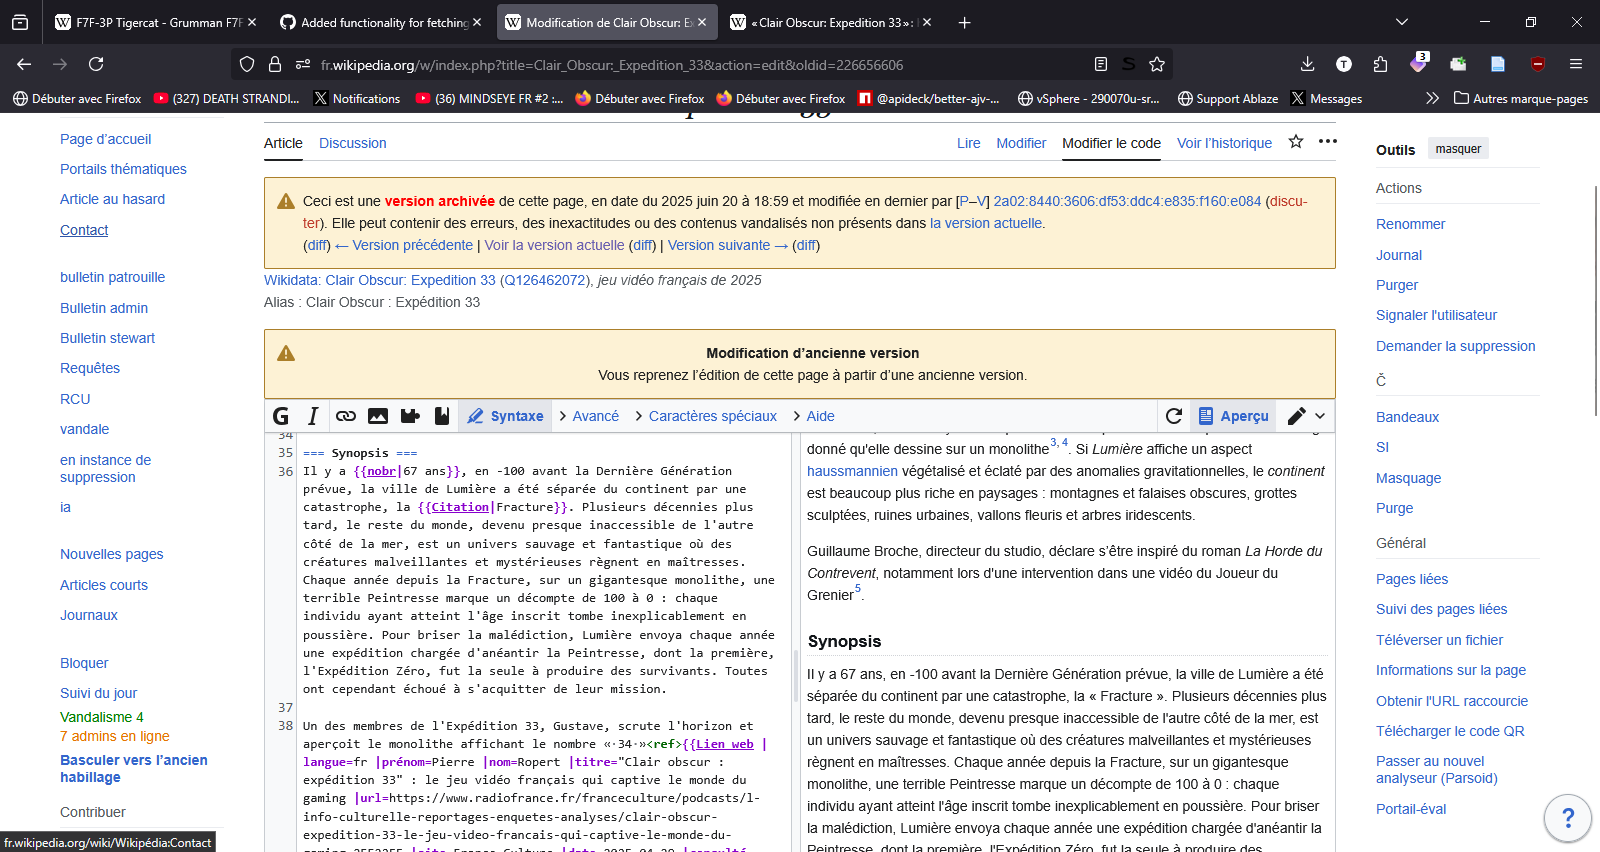 F7F-3P Tigercat - Grumman F7F
Added functionality for fetching
Modification de Clair Obscur: Ex
«Clair Obscur: Expedition 33»:
fr.wikipedia.org/w/index.php?title=Clair_Obscur:_Expedition_33&action=edit&oldid=226656606
3
Débuter avec Firefox
(327) DEATH STRANDI...
Notifications
(36) MINDSEYE FR #2 :...
Débuter avec Firefox
Débuter avec Firefox
@apideck/better-ajv-...
vSphere - 290070u-sr...
Support Ablaze
Messages
Autres marque-pages
Page d'accueil
Portails thématiques
Article au hasard
Contact
bulletin patrouille
Bulletin admin
Bulletin stewart
Requêtes
RCU
vandale
en instance de
suppression
ia
Nouvelles pages
Articles courts
Journaux
Bloquer
Suivi du jour
Vandalisme 4
7 admins en ligne
Basculer vers l'ancien
habillage
Contribuer
fr.wikipedia.org/wiki/Wikipédia:Contact
Article
Discussion
Lire
Modifier
Modifier le code
Voir l'historique
Ceci est une version archivée de cette page, en date du 2025 juin 20 à 18:59 et modifiée en dernier par [P–V] 2a02:8440:3606:df53:ddc4:e835:f160:e084 (discu-
ter). Elle peut contenir des erreurs, des inexactitudes ou des contenus vandalisés non présents dans la version actuelle.
(diff) ← Version précédente | Voir la version actuelle (diff) | Version suivante → (diff)
Wikidata: Clair Obscur: Expedition 33 (Q126462072), jeu vidéo français de 2025
Alias : Clair Obscur : Expédition 33
Modification d'ancienne version
Vous reprenez l'édition de cette page à partir d'une ancienne version.
G I Syntaxe Avancé Caractères spéciaux Aide Aperçu
34
35 === Synopsis ===
36 Il y a {{nobr|67 ans}}, en -100 avant la Dernière Génération
prévue, la ville de Lumière a été séparée du continent par une
catastrophe, la {{Citation|Fracture}}. Plusieurs décennies plus
tard, le reste du monde, devenu presque inaccessible de l'autre
côté de la mer, est un univers sauvage et fantastique où des
créatures malveillantes et mystérieuses règnent en maîtresses.
Chaque année depuis la Fracture, sur un gigantesque monolithe, une
terrible Peintresse marque un décompte de 100 à 0 : chaque
individu ayant atteint l'âge inscrit tombe inexplicablement en
poussière. Pour briser la malédiction, Lumière envoya chaque année
une expédition chargée d'anéantir la Peintresse, dont la première,
l'Expédition Zéro, fut la seule à produire des survivants. Toutes
ont cependant échoué à s'acquitter de leur mission.
37
38 Un des membres de l'Expédition 33, Gustave, scrute l'horizon et
aperçoit le monolithe affichant le nombre «·34·»<ref>{{Lien web |
langue=fr |prénom=Pierre |nom=Ropert |titre="Clair obscur :
expédition 33" : le jeu vidéo français qui captive le monde du
gaming |url=https://www.radiofrance.fr/franceculture/podcasts/l-
info-culturelle-reportages-enquetes-analyses/clair-obscur-
expedition-33-le-jeu-video-francais-qui-captive-le-monde-du-
donné qu'elle dessine sur un monolithe3, 4. Si Lumière affiche un aspect
haussmannien végétalisé et éclaté par des anomalies gravitationnelles, le continent
est beaucoup plus riche en paysages : montagnes et falaises obscures, grottes
sculptées, ruines urbaines, vallons fleuris et arbres iridescents.
Guillaume Broche, directeur du studio, déclare s'être inspiré du roman La Horde du
Contrevent, notamment lors d'une intervention dans une vidéo du Joueur du
Grenier5.
Synopsis
Il y a 67 ans, en -100 avant la Dernière Génération prévue, la ville de Lumière a été
séparée du continent par une catastrophe, la « Fracture ». Plusieurs décennies plus
tard, le reste du monde, devenu presque inaccessible de l'autre côté de la mer, est
un univers sauvage et fantastique où des créatures malveillantes et mystérieuses
règnent en maîtresses. Chaque année depuis la Fracture, sur un gigantesque
monolithe, une terrible Peintresse marque un décompte de 100 à 0 : chaque
individu ayant atteint l'âge inscrit tombe inexplicablement en poussière. Pour briser
la malédiction, Lumière envoya chaque année une expédition chargée d'anéantir la
Peintresse, dont la première, l'Expédition Zéro, fut la seule à produire des
Outils masquer
Actions
Renommer
Journal
Purger
Signaler l'utilisateur
Demander la suppression
Č
Bandeaux
SI
Masquage
Purge
Général
Pages liées
Suivi des pages liées
Téléverser un fichier
Informations sur la page
Obtenir l'URL raccourcie
Télécharger le code QR
Passer au nouvel
analyseur (Parsoid)
Portail-éval
?